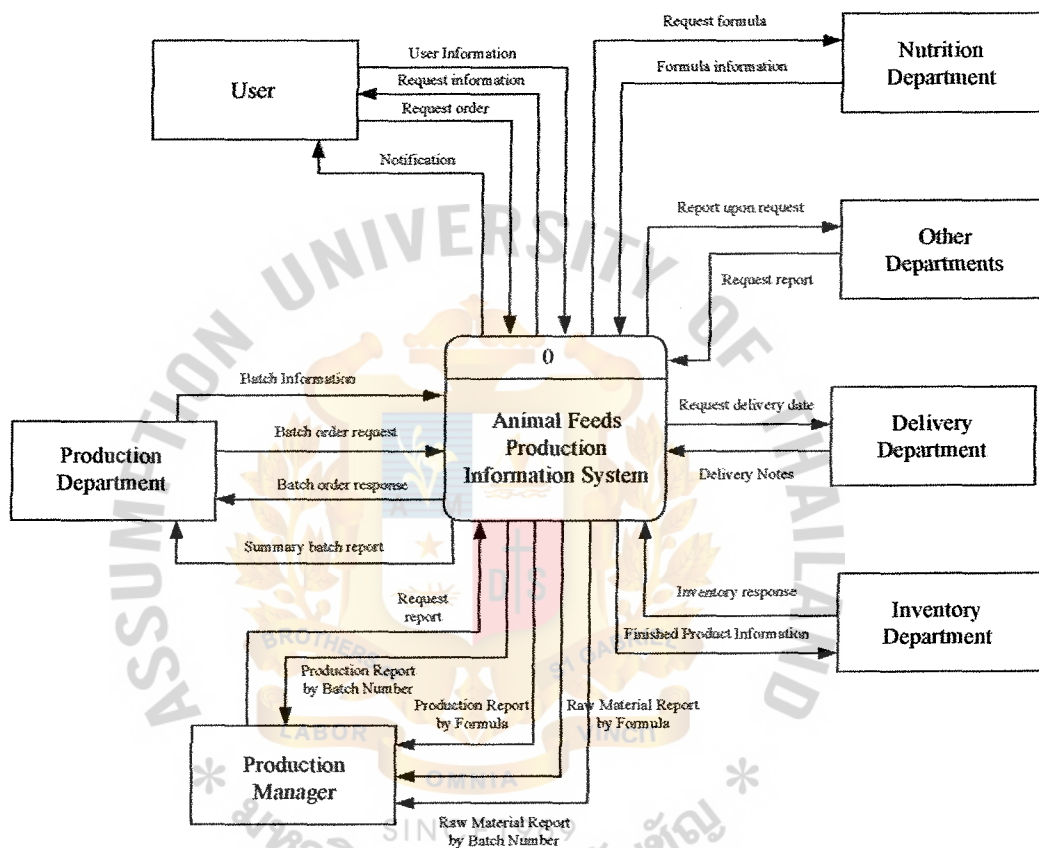 Request formula
Nutrition
Department
Formula information
User
User Information
Request information
Request order
Notification
Report upon request
Other
Departments
Request report
ASSUMPTION UNIVERSITY OF THAILAND
0
Animal Feeds
Production
Information System
Batch Information
Batch order request
Production
Department
Batch order response
Summary batch report
Request delivery date
Delivery
Department
Delivery Notes
Request
report
Inventory response
Inventory
Department
Finished Product Information
A M
D S
BROTHERS
ST GABRIEL
Production Report
by Batch Number
Production Report
by Formula
Raw Material Report
by Formula
LABOR
VINCIT
OMNIA
Production
Manager
Raw Material Report
by Batch Number